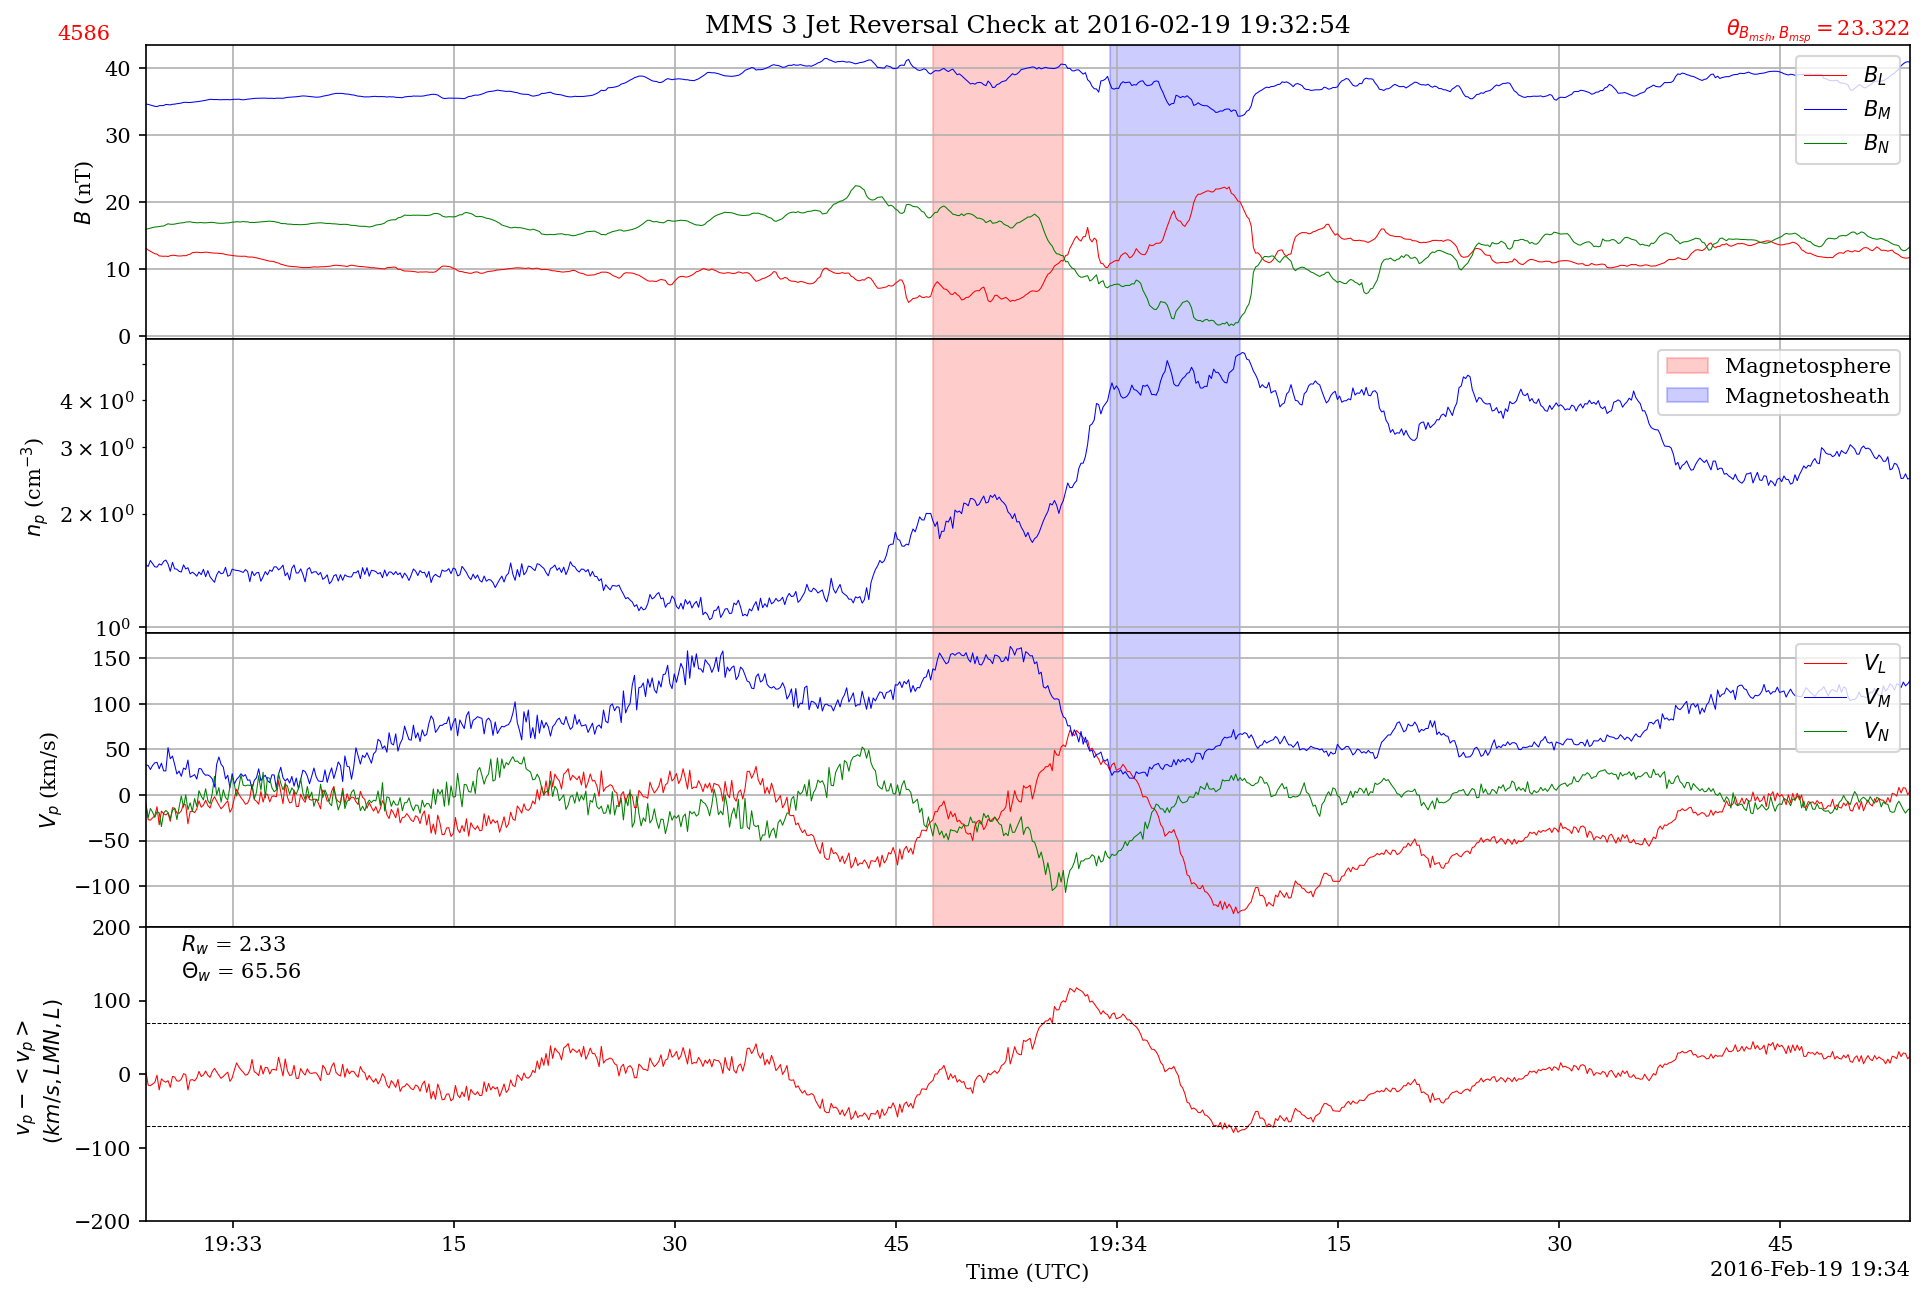 4586
MMS 3 Jet Reversal Check at 2016-02-19 19:32:54
θ_{B_{msh}, B_{msp}} = 23.322
B (nT)
40
30
20
10
0
B_L
B_M
B_N
n_p (cm⁻³)
4 × 10⁰
3 × 10⁰
2 × 10⁰
10⁰
Magnetosphere
Magnetosheath
V_p (km/s)
150
100
50
0
−50
−100
V_L
V_M
V_N
v_p − < v_p >
(km/s, LMN, L)
200
100
0
−100
−200
R_w = 2.33
Θ_w = 65.56
19:33 15 30 45 19:34 15 30 45
Time (UTC)
2016-Feb-19 19:34